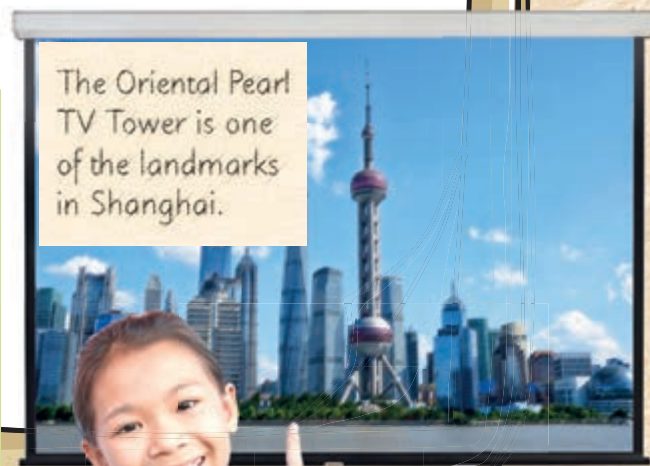 The Oriental Pearl
TV Tower is one
of the landmarks
in Shanghai.